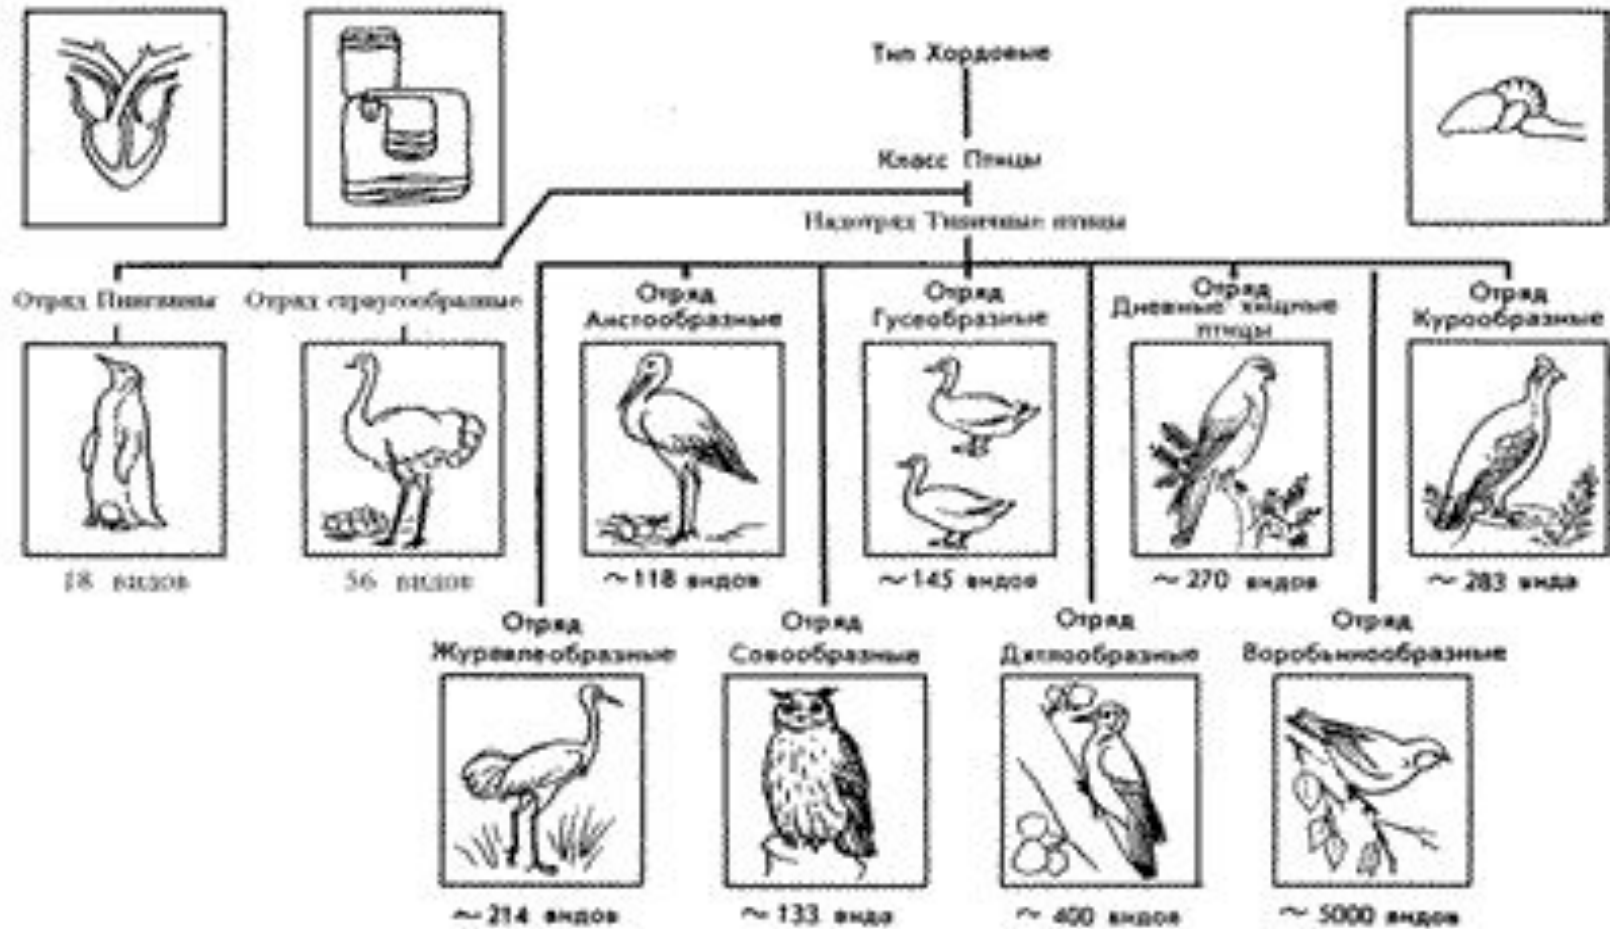 Тип Хордовые
Класс Птицы
Надотряд Типичные птицы
Отряд Пингвины
Отряд страусообразные
Отряд
Аистообразные
Отряд
Гусеобразные
Отряд
Дневные хищные
птицы
Отряд
Курообразные
18 видов
56 видов
~118 видов
~145 видов
~270 видов
~283 вида
Отряд
Журавлеобразные
Отряд
Совообразные
Отряд
Дятлообразные
Отряд
Воробьинообразные
~214 видов
~133 вида
~400 видов
~5000 видов